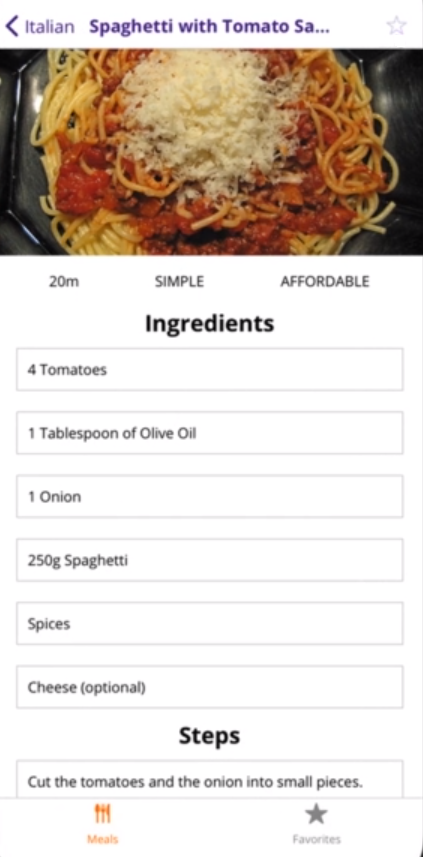 Italian Spaghetti with Tomato Sa...
20m SIMPLE AFFORDABLE
Ingredients
4 Tomatoes
1 Tablespoon of Olive Oil
1 Onion
250g Spaghetti
Spices
Cheese (optional)
Steps
Cut the tomatoes and the onion into small pieces.
Meals Favorites